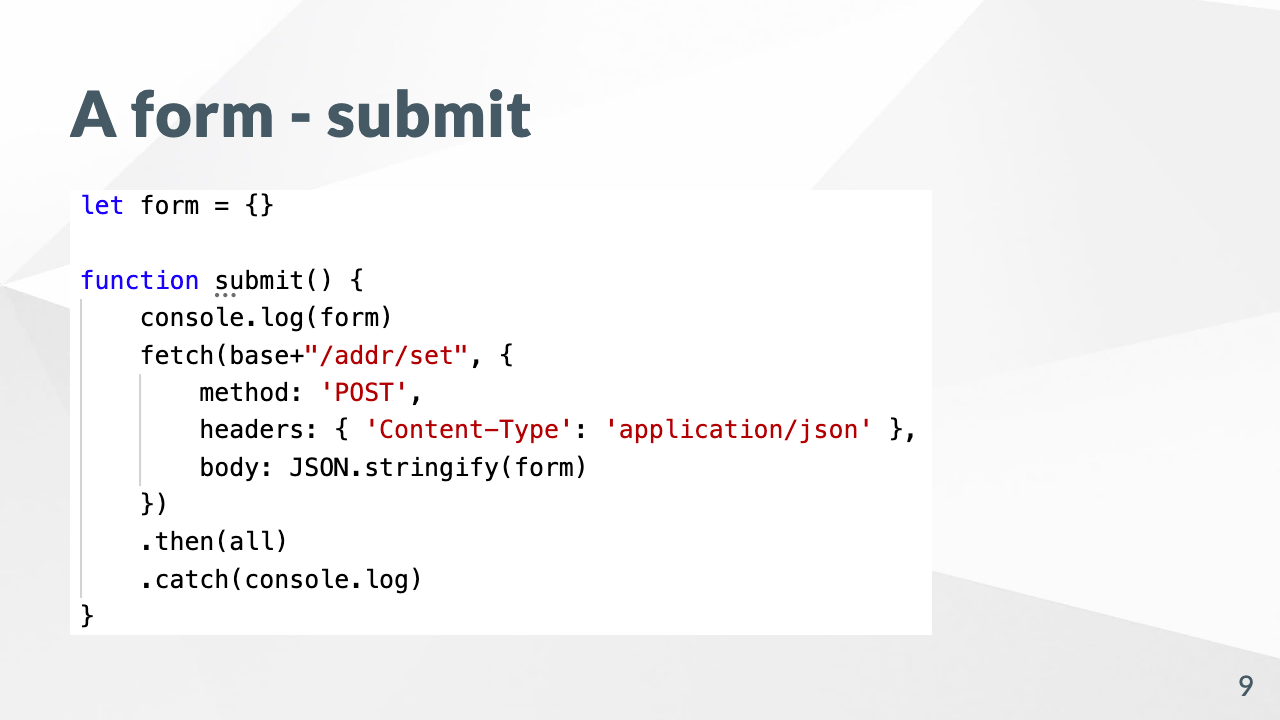 A form - submit
let form = {}
function submit() {
    console.log(form)
    fetch(base+"/addr/set", {
        method: 'POST',
        headers: { 'Content-Type': 'application/json' },
        body: JSON.stringify(form)
    })
    .then(all)
    .catch(console.log)
}
9